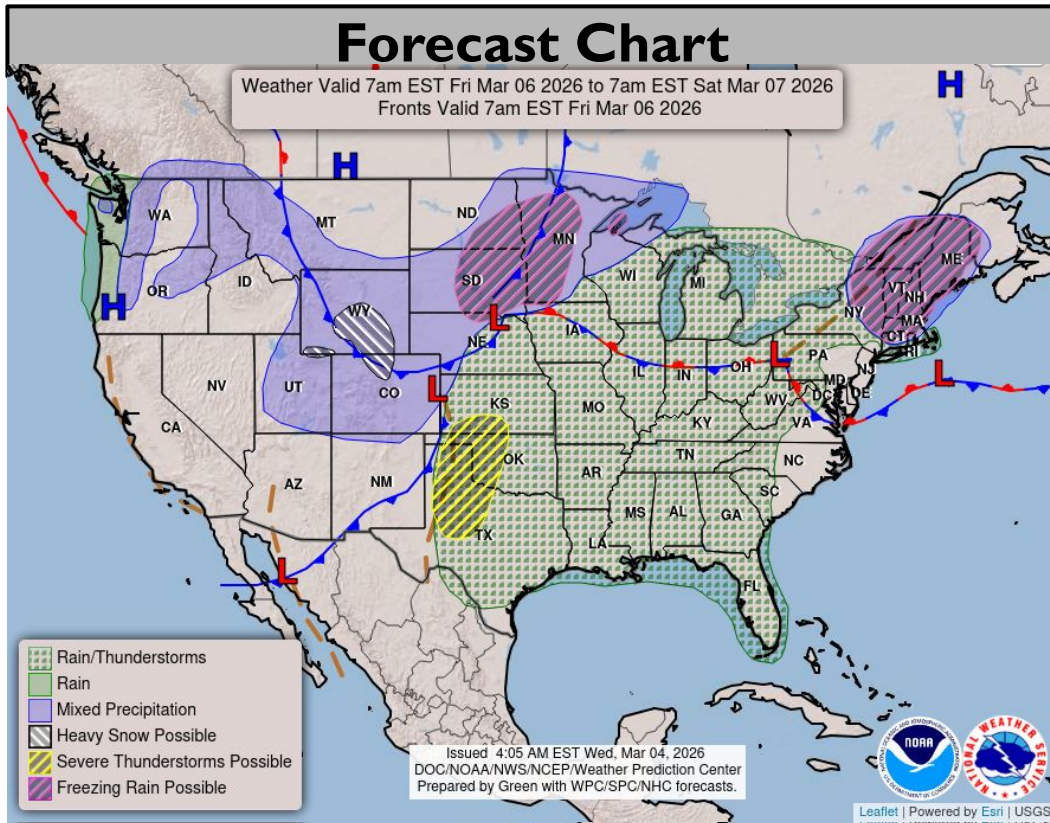 Forecast Chart
Weather Valid 7am EST Fri Mar 06 2026 to 7am EST Sat Mar 07 2026
Fronts Valid 7am EST Fri Mar 06 2026
H
H
WA
MT
ND
MN
ME
OR
ID
SD
WI
MI
VT
NH
H
WY
NY
MA
L
IA
CT
RI
NE
L
PA
NJ
NV
UT
CO
L
IL
IN
OH
MD
L
KS
MO
WV
DC
DE
CA
KY
VA
AZ
NM
OK
AR
TN
NC
SC
TX
MS
AL
GA
LA
L
FL
Rain/Thunderstorms
Rain
Mixed Precipitation
Heavy Snow Possible
Severe Thunderstorms Possible
Freezing Rain Possible
Issued 4:05 AM EST Wed, Mar 04, 2026
DOC/NOAA/NWS/NCEP/Weather Prediction Center
Prepared by Green with WPC/SPC/NHC forecasts.
NOAA
NATIONAL WEATHER SERVICE
Leaflet | Powered by Esri | USGS